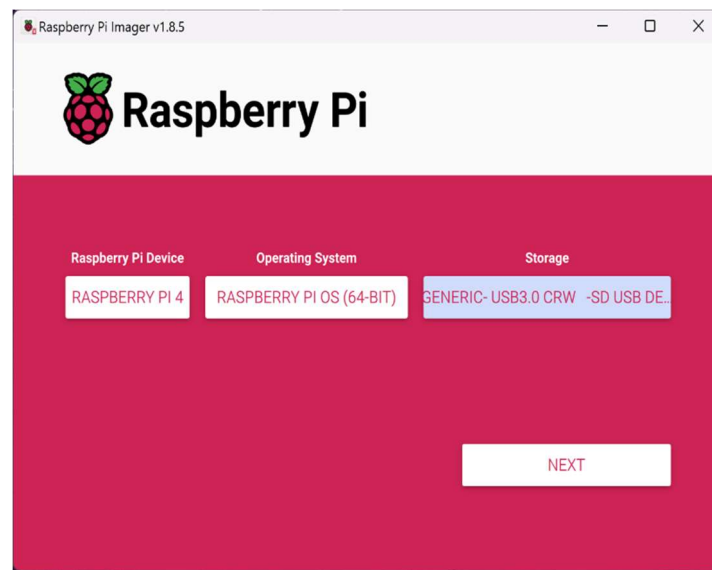 Raspberry Pi Imager v1.8.5
Raspberry Pi
Raspberry Pi Device Operating System Storage
RASPBERRY PI 4 RASPBERRY PI OS (64-BIT) GENERIC- USB3.0 CRW -SD USB DE...
NEXT